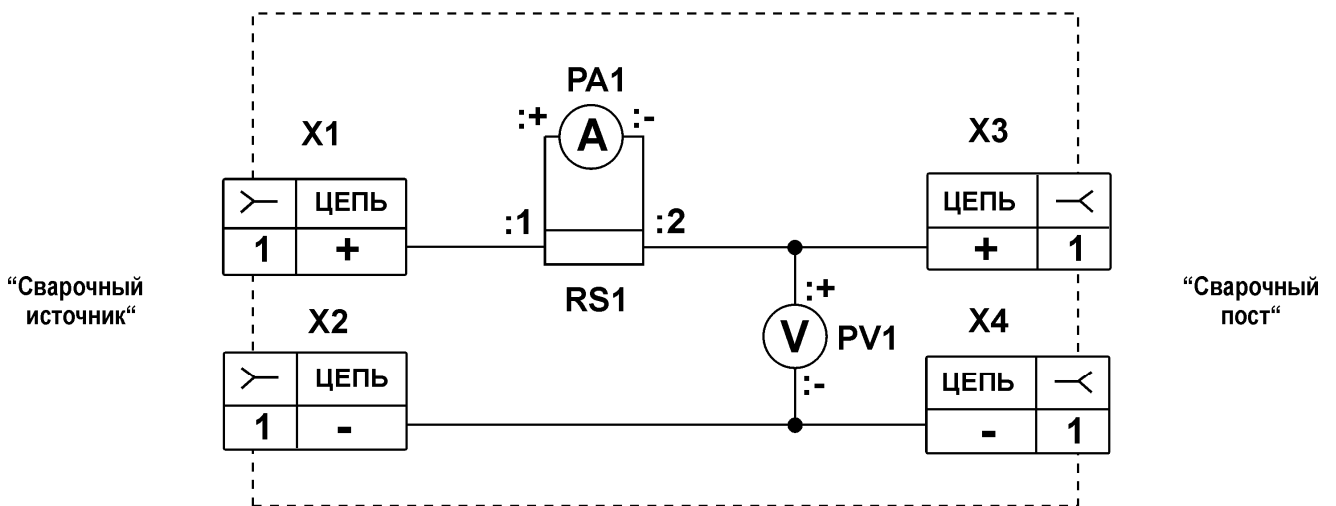 PA1
:+ A :-
X1
ЦЕПЬ
1 +
:1 :2
RS1
X3
ЦЕПЬ
+ 1
“Сварочный
источник“
X2
ЦЕПЬ
1 -
:+
V PV1
:-
X4
ЦЕПЬ
- 1
“Сварочный
пост“